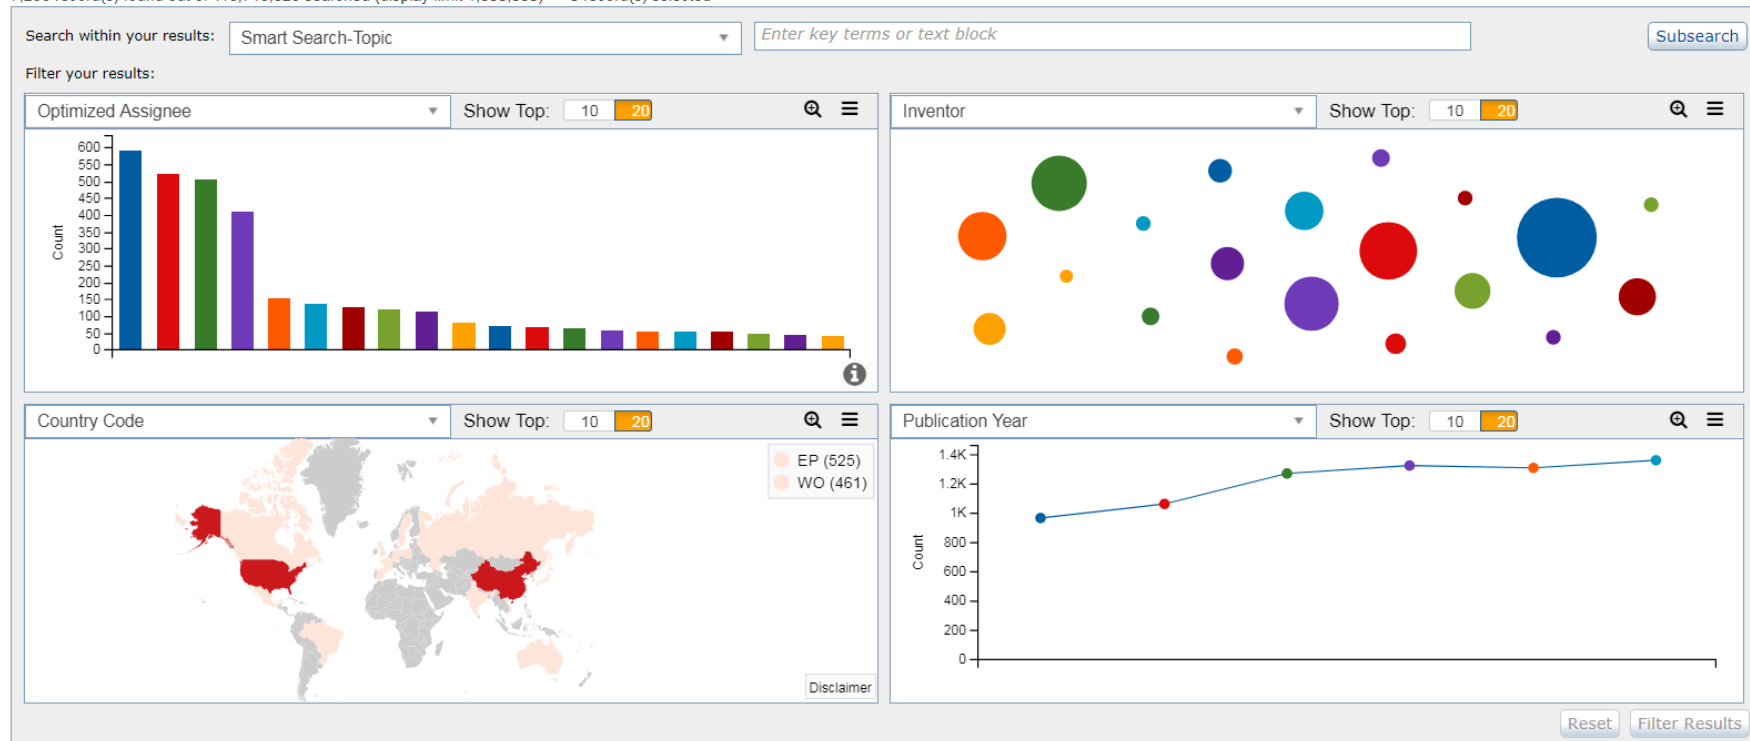 Search within your results: Smart Search-Topic Enter key terms or text block Subsearch
Filter your results:
Optimized Assignee Show Top: 10 20
600
550
500
450
400
350
300
250
200
150
100
50
0
Count
Inventor Show Top: 10 20
Country Code Show Top: 10 20
EP (525)
WO (461)
Disclaimer
Publication Year Show Top: 10 20
1.4K
1.2K
1K
800
600
400
200
0
Count
Reset Filter Results